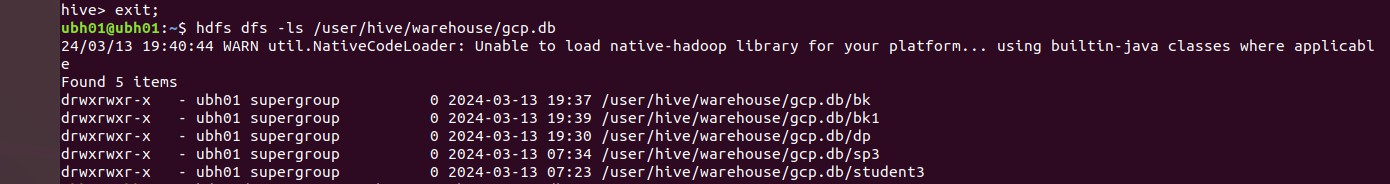 hive> exit;
ubh01@ubh01:~$ hdfs dfs -ls /user/hive/warehouse/gcp.db
24/03/13 19:40:44 WARN util.NativeCodeLoader: Unable to load native-hadoop library for your platform... using builtin-java classes where applicabl
e
Found 5 items
drwxrwxr-x   - ubh01 supergroup          0 2024-03-13 19:37 /user/hive/warehouse/gcp.db/bk
drwxrwxr-x   - ubh01 supergroup          0 2024-03-13 19:39 /user/hive/warehouse/gcp.db/bk1
drwxrwxr-x   - ubh01 supergroup          0 2024-03-13 19:30 /user/hive/warehouse/gcp.db/dp
drwxrwxr-x   - ubh01 supergroup          0 2024-03-13 07:34 /user/hive/warehouse/gcp.db/sp3
drwxrwxr-x   - ubh01 supergroup          0 2024-03-13 07:23 /user/hive/warehouse/gcp.db/student3